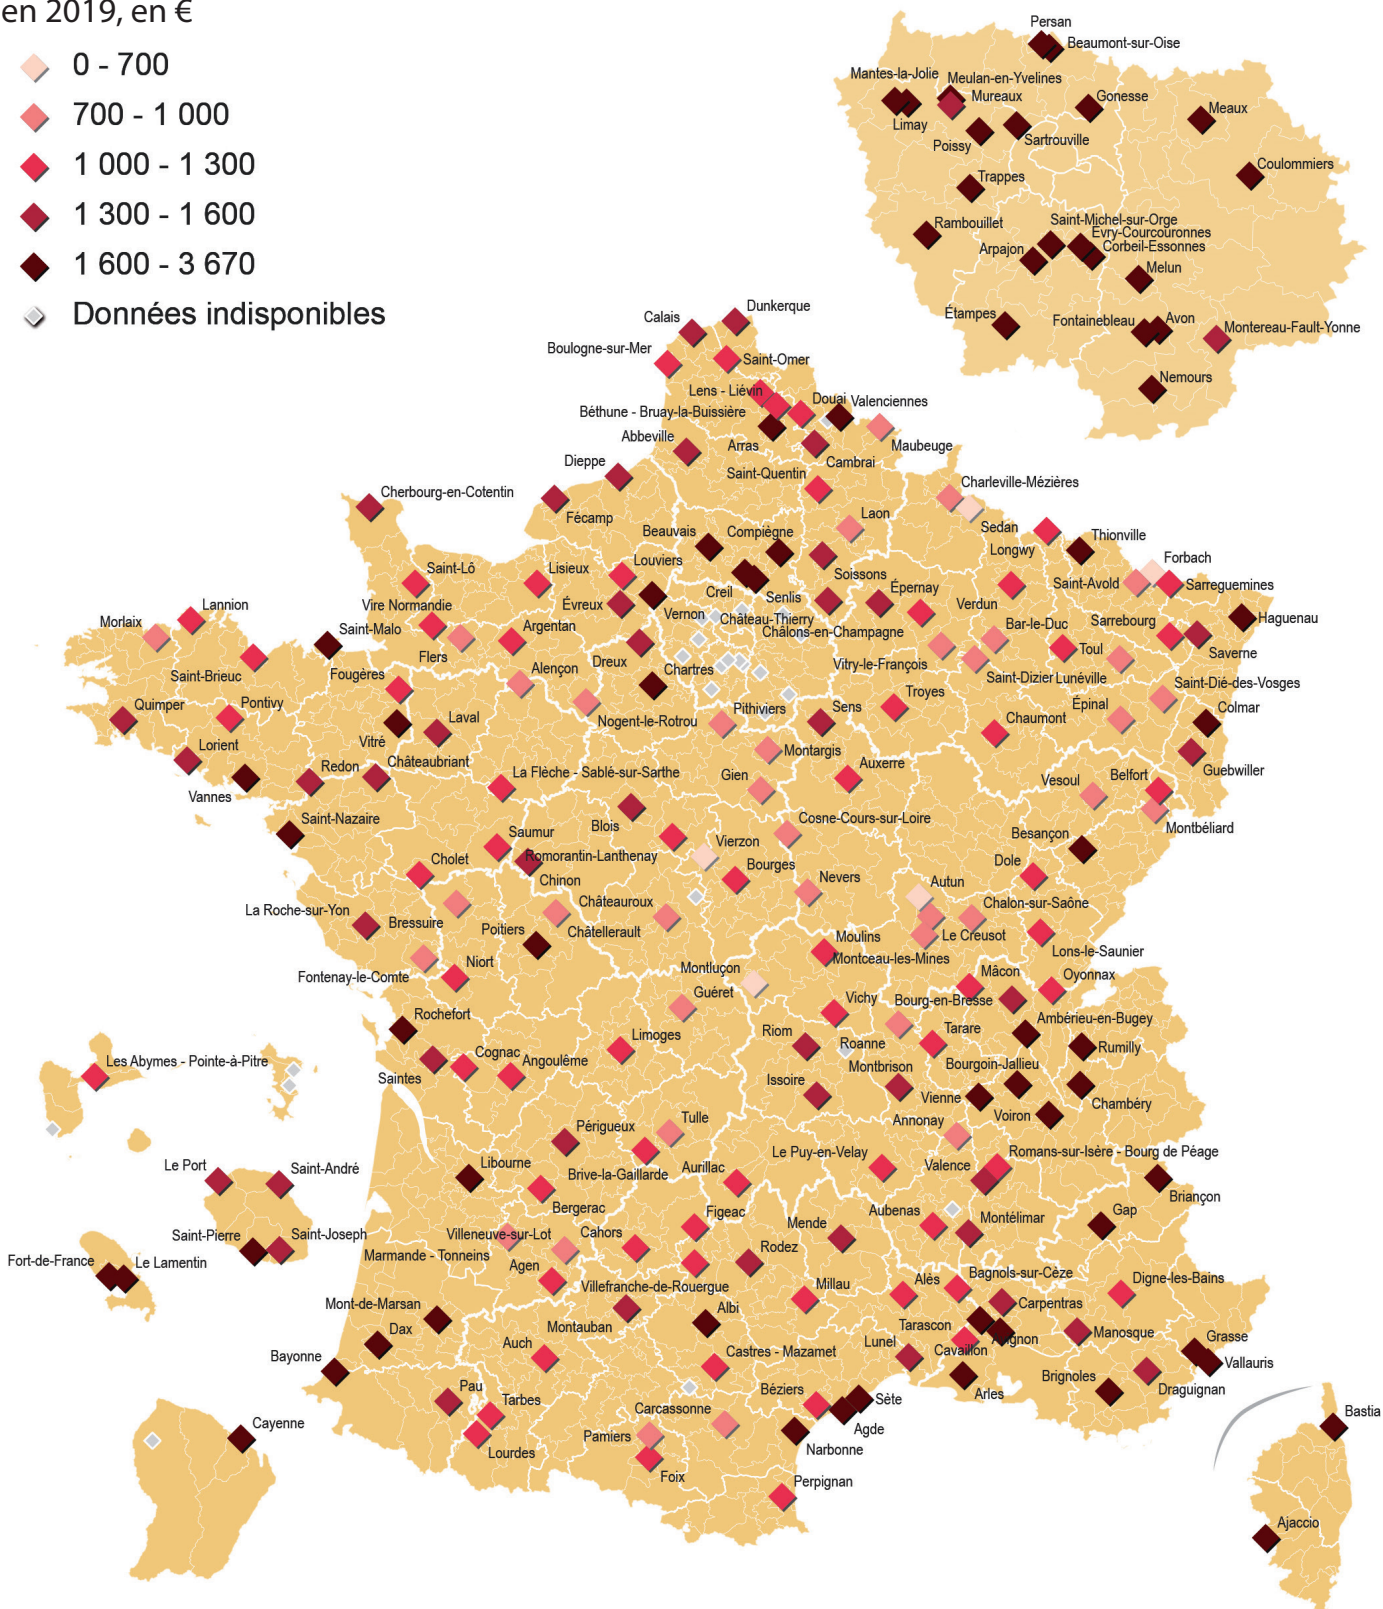 en 2019, en €
0 - 700
700 - 1 000
1 000 - 1 300
1 300 - 1 600
1 600 - 3 670
Données indisponibles
Persan
Beaumont-sur-Oise
Mantes-la-Jolie
Meulan-en-Yvelines
Mureaux
Gonesse
Meaux
Limay
Poissy
Sartrouville
Coulommiers
Trappes
Rambouillet
Saint-Michel-sur-Orge
Évry-Courcouronnes
Arpajon
Corbeil-Essonnes
Melun
Étampes
Fontainebleau
Avon
Montereau-Fault-Yonne
Nemours
Calais
Dunkerque
Boulogne-sur-Mer
Saint-Omer
Lens - Liévin
Douai
Valenciennes
Béthune - Bruay-la-Buissière
Abbeville
Arras
Maubeuge
Cambrai
Dieppe
Saint-Quentin
Charleville-Mézières
Cherbourg-en-Cotentin
Fécamp
Laon
Sedan
Beauvais
Compiègne
Longwy
Thionville
Saint-Lô
Lisieux
Louviers
Soissons
Forbach
Saint-Avold
Sarreguemines
Vire Normandie
Évreux
Creil
Senlis
Épernay
Verdun
Lannion
Morlaix
Saint-Malo
Argentan
Vernon
Château-Thierry
Châlons-en-Champagne
Bar-le-Duc
Sarrebourg
Haguenau
Flers
Dreux
Toul
Saverne
Saint-Brieuc
Fougères
Alençon
Chartres
Vitry-le-François
Saint-Dizier
Lunéville
Saint-Dié-des-Vosges
Quimper
Pontivy
Laval
Nogent-le-Rotrou
Pithiviers
Sens
Troyes
Chaumont
Épinal
Colmar
Vitré
Lorient
Redon
Châteaubriant
Montargis
Auxerre
Guebwiller
Vannes
La Flèche - Sablé-sur-Sarthe
Gien
Vesoul
Belfort
Saint-Nazaire
Blois
Cosne-Cours-sur-Loire
Montbéliard
Saumur
Vierzon
Besançon
Cholet
Romorantin-Lanthenay
Bourges
Dole
Chinon
Nevers
Autun
La Roche-sur-Yon
Bressuire
Châteauroux
Chalon-sur-Saône
Poitiers
Châtellerault
Moulins
Le Creusot
Lons-le-Saunier
Fontenay-le-Comte
Niort
Montluçon
Montceau-les-Mines
Mâcon
Oyonnax
Guéret
Vichy
Bourg-en-Bresse
Rochefort
Ambérieu-en-Bugey
Limoges
Riom
Roanne
Tarare
Rumilly
Les Abymes - Pointe-à-Pitre
Saintes
Cognac
Angoulême
Montbrison
Bourgoin-Jallieu
Issoire
Vienne
Chambéry
Voiron
Périgueux
Tulle
Annonay
Le Port
Saint-André
Libourne
Brive-la-Gaillarde
Aurillac
Le Puy-en-Velay
Valence
Romans-sur-Isère - Bourg de Péage
Briançon
Bergerac
Figeac
Mende
Aubenas
Montélimar
Gap
Saint-Pierre
Saint-Joseph
Villeneuve-sur-Lot
Cahors
Rodez
Fort-de-France
Le Lamentin
Marmande - Tonneins
Agen
Villefranche-de-Rouergue
Millau
Alès
Bagnols-sur-Cèze
Digne-les-Bains
Mont-de-Marsan
Montauban
Albi
Carpentras
Dax
Tarascon
Avignon
Manosque
Bayonne
Auch
Castres - Mazamet
Lunel
Cavaillon
Grasse
Vallauris
Pau
Tarbes
Béziers
Sète
Arles
Brignoles
Draguignan
Cayenne
Carcassonne
Agde
Bastia
Pamiers
Lourdes
Narbonne
Foix
Perpignan
Ajaccio